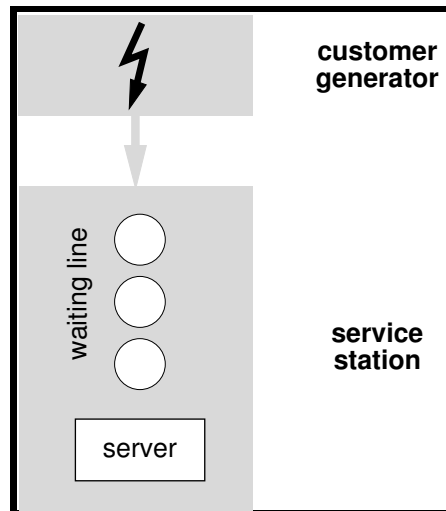 customer
generator
waiting line
service
station
server